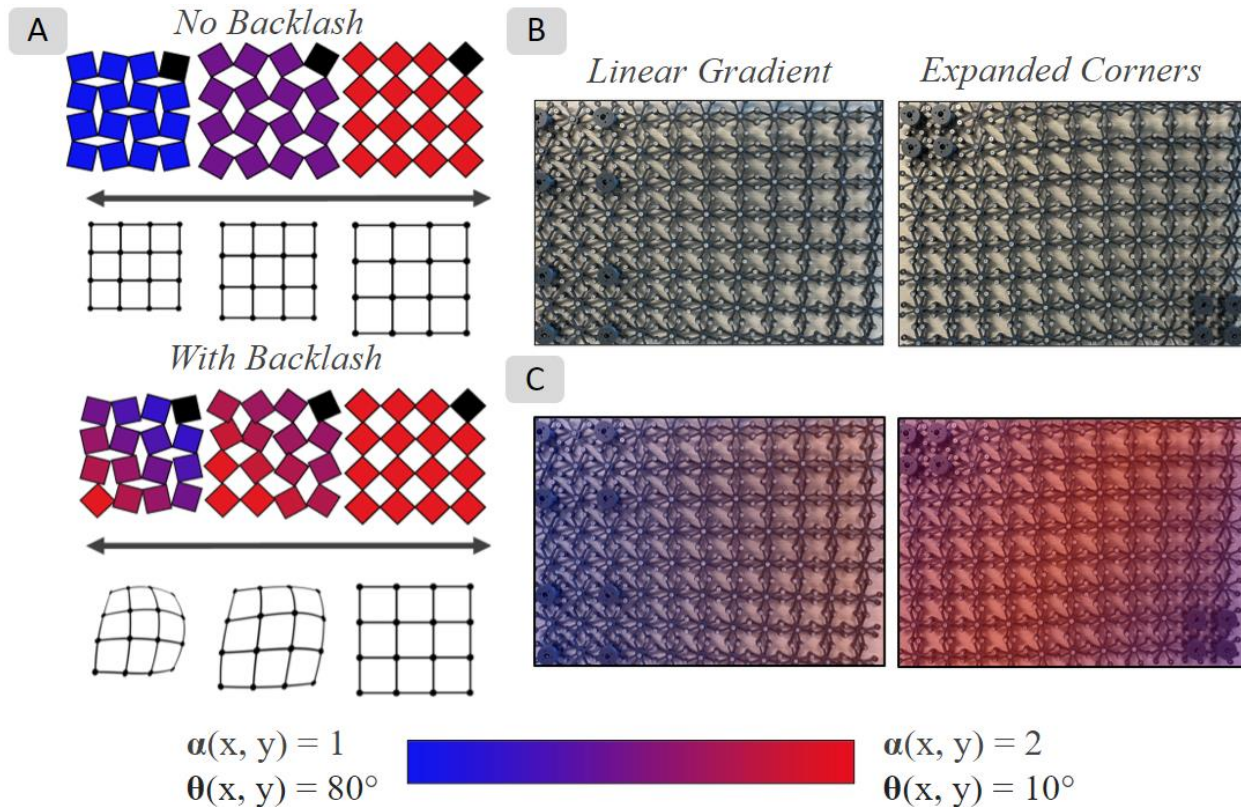 A
No Backlash
With Backlash
B
Linear Gradient
Expanded Corners
C
α(x, y) = 1
θ(x, y) = 80°
α(x, y) = 2
θ(x, y) = 10°